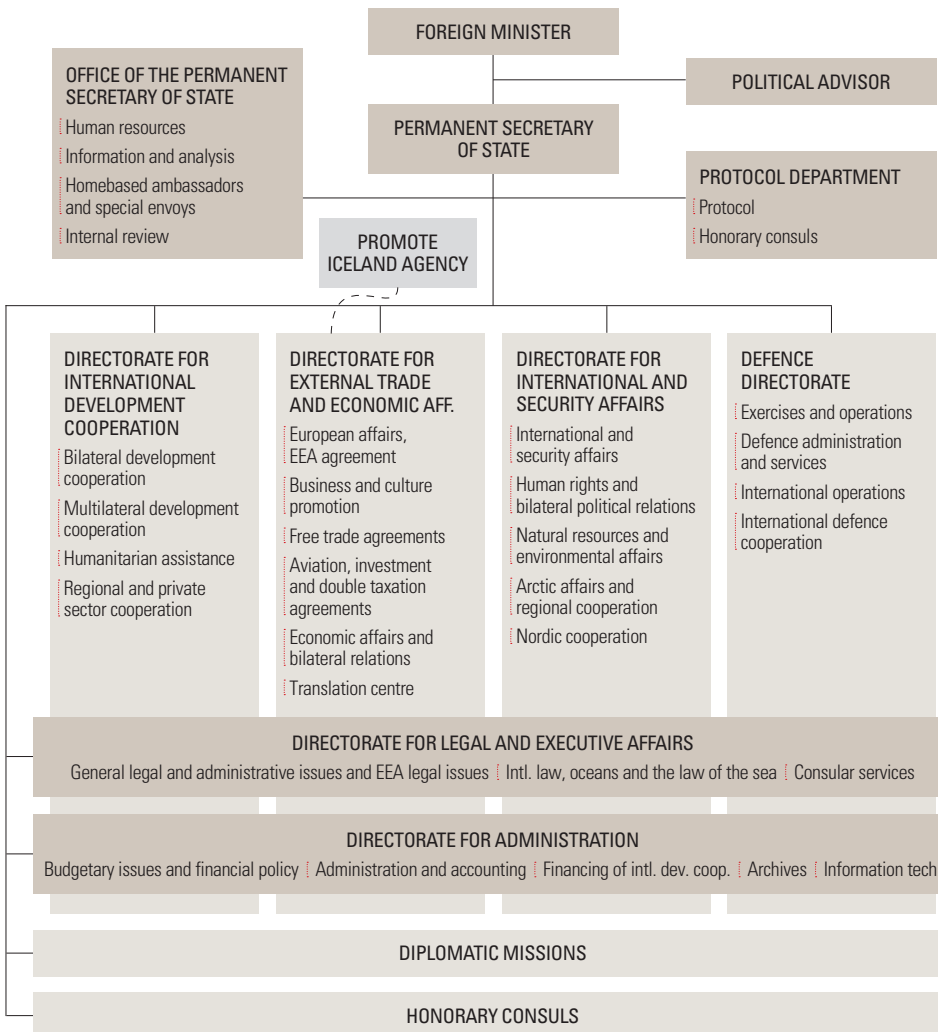 FOREIGN MINISTER
OFFICE OF THE PERMANENT
SECRETARY OF STATE
Human resources
Information and analysis
Homebased ambassadors
and special envoys
Internal review
POLITICAL ADVISOR
PERMANENT SECRETARY
OF STATE
PROTOCOL DEPARTMENT
Protocol
Honorary consuls
PROMOTE
ICELAND AGENCY
DIRECTORATE FOR
INTERNATIONAL
DEVELOPMENT
COOPERATION
Bilateral development
cooperation
Multilateral development
cooperation
Humanitarian assistance
Regional and private
sector cooperation
DIRECTORATE FOR
EXTERNAL TRADE
AND ECONOMIC AFF.
European affairs,
EEA agreement
Business and culture
promotion
Free trade agreements
Aviation, investment
and double taxation
agreements
Economic affairs and
bilateral relations
Translation centre
DIRECTORATE FOR
INTERNATIONAL AND
SECURITY AFFAIRS
International and
security affairs
Human rights and
bilateral political relations
Natural resources and
environmental affairs
Arctic affairs and
regional cooperation
Nordic cooperation
DEFENCE
DIRECTORATE
Exercises and operations
Defence administration
and services
International operations
International defence
cooperation
DIRECTORATE FOR LEGAL AND EXECUTIVE AFFAIRS
General legal and administrative issues and EEA legal issues Intl. law, oceans and the law of the sea Consular services
DIRECTORATE FOR ADMINISTRATION
Budgetary issues and financial policy Administration and accounting Financing of intl. dev. coop. Archives Information tech
DIPLOMATIC MISSIONS
HONORARY CONSULS